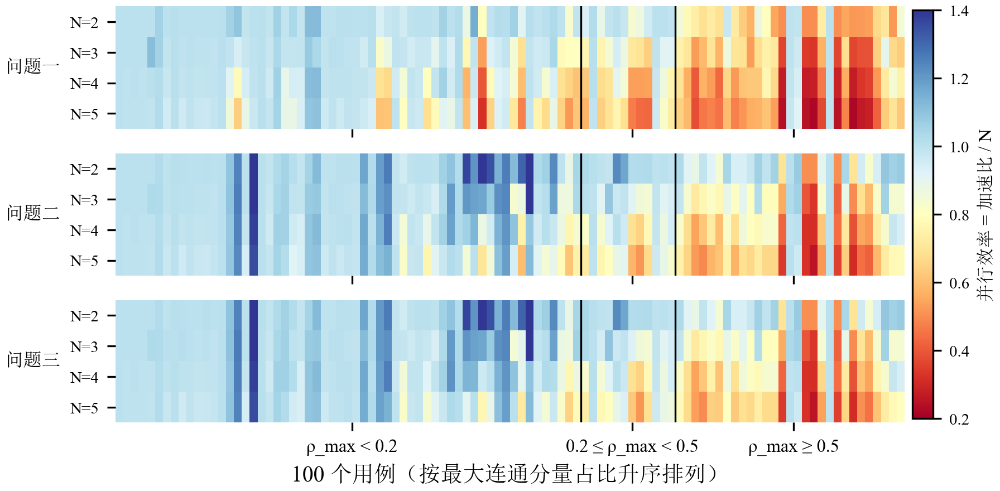 问题一
N=2
N=3
N=4
N=5
问题二
N=2
N=3
N=4
N=5
问题三
N=2
N=3
N=4
N=5
ρ_max < 0.2
0.2 ≤ ρ_max < 0.5
ρ_max ≥ 0.5
100 个用例（按最大连通分量占比升序排列）
1.4
1.2
1.0
0.8
0.6
0.4
0.2
并行效率 = 加速比 / N